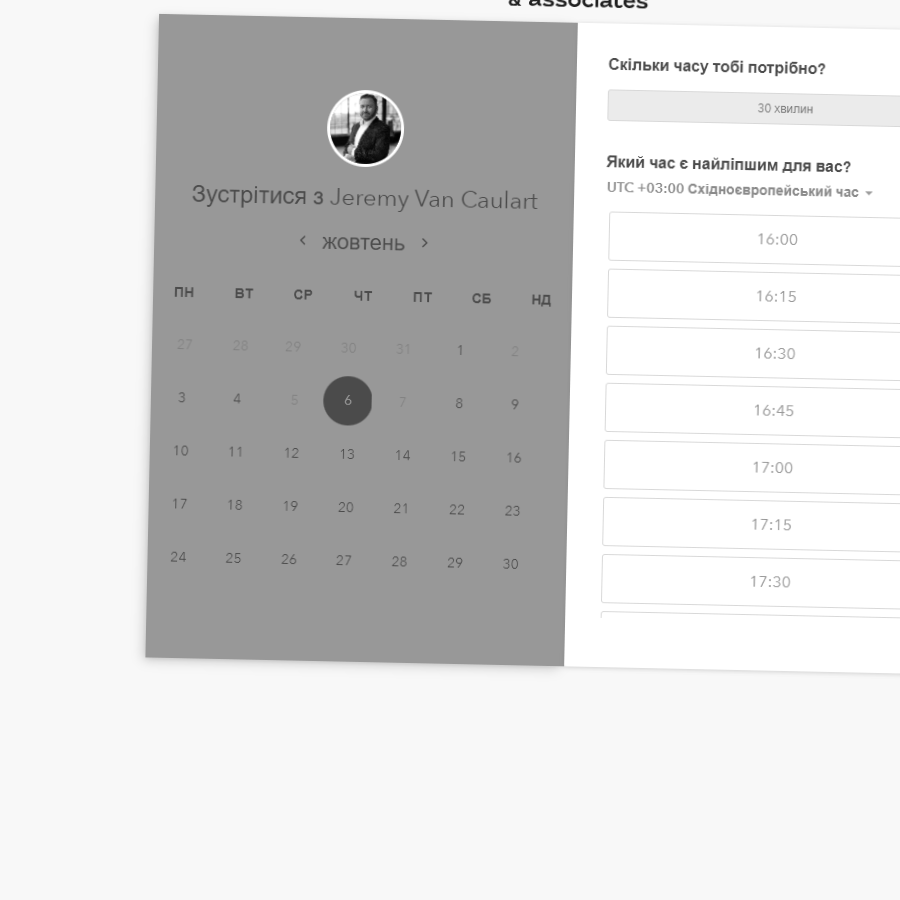 & associates
Зустрітися з Jeremy Van Caulart
жовтень
ПН ВТ СР ЧТ ПТ СБ НД
27 28 29 30 31 1 2
3 4 5 6 7 8 9
10 11 12 13 14 15 16
17 18 19 20 21 22 23
24 25 26 27 28 29 30
Скільки часу тобі потрібно?
30 хвилин
Який час є найліпшим для вас?
UTC +03:00 Східноєвропейський час
16:00
16:15
16:30
16:45
17:00
17:15
17:30